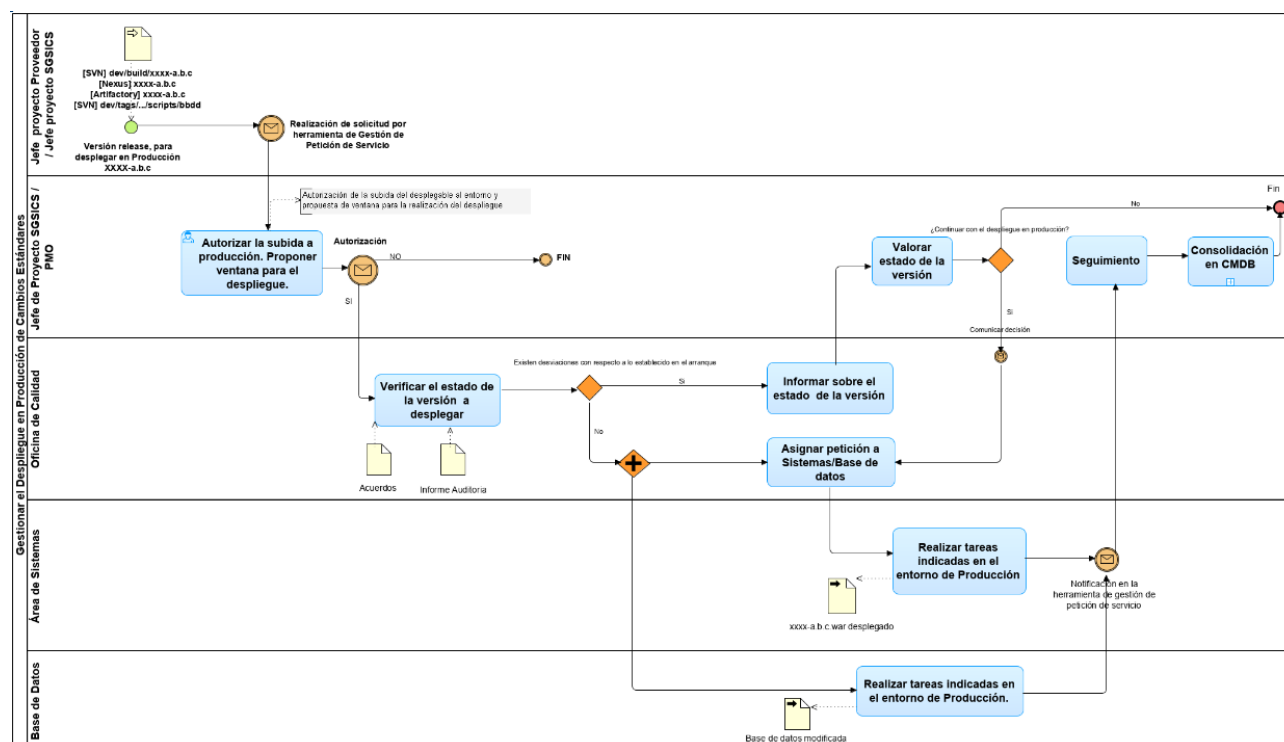 Gestionar el Despliegue en Producción de Cambios Estándares
Jefe proyecto Proveedor
/ Jefe proyecto SGSICS
[SVN] dev/build/xxxx-a.b.c
[Nexus] xxxx-a.b.c
[Artifactory] xxxx-a.b.c
[SVN] dev/tags/.../scripts/bbdd
Versión release, para
desplegar en Producción
XXXX-a.b.c
Realización de solicitud por
herramienta de Gestión de
Petición de Servicio
Jefe de Proyecto SGSICS /
PMO
Autorización de la subida del desplegable al entorno y
propuesta de ventana para la realización del despliegue
Autorizar la subida a
producción. Proponer
ventana para el
despliegue.
Autorización
NO
FIN
SI
Valorar
estado de la
versión
¿Continuar con el despliegue en producción?
No
Fin
Si
Comunicar decisión
Seguimiento
Consolidación
en CMDB
Oficina de Calidad
Verificar el estado de
la versión a
desplegar
Acuerdos
Informe Auditoria
Existen desviaciones con respecto a lo establecido en el arranque
Si
No
Informar sobre el
estado de la versión
Asignar petición a
Sistemas/Base de
datos
Área de Sistemas
Realizar tareas
indicadas en el
entorno de Producción
xxxx-a.b.c.war desplegado
Notificación en la
herramienta de gestión de
petición de servicio
Base de Datos
Realizar tareas indicadas en
el entorno de Producción.
Base de datos modificada